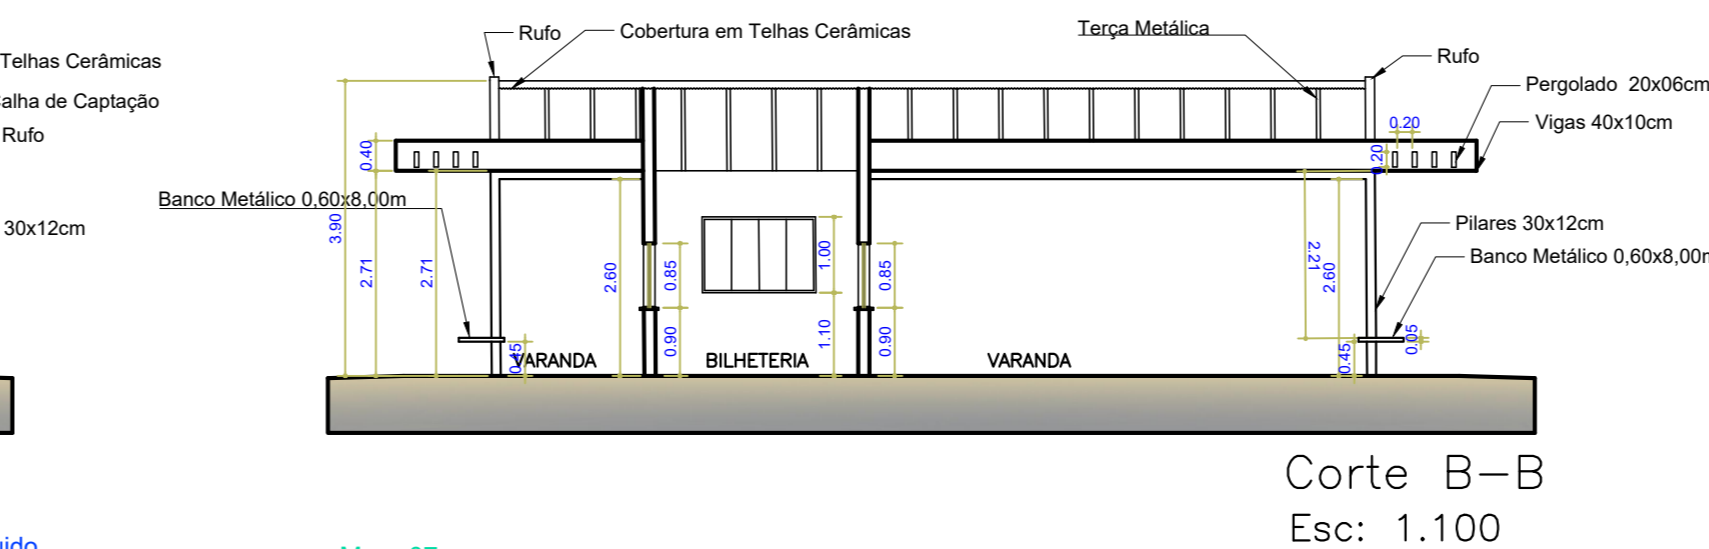 Rufo
Cobertura em Telhas Cerâmicas
Terça Metálica
Rufo
Telhas Cerâmicas
Calha de Captação
Rufo
Pergolado 20x06cm
Vigas 40x10cm
0.20
0.40
0.20
Banco Metálico 0,60x8,00m
30x12cm
3.90
2.71
2.71
2.60
0.85
1.00
0.85
2.21
2.60
Pilares 30x12cm
Banco Metálico 0,60x8,00m
0.45
0.90
1.10
0.90
0.45
0.05
VARANDA
BILHETERIA
VARANDA
Corte B-B
Esc: 1.100